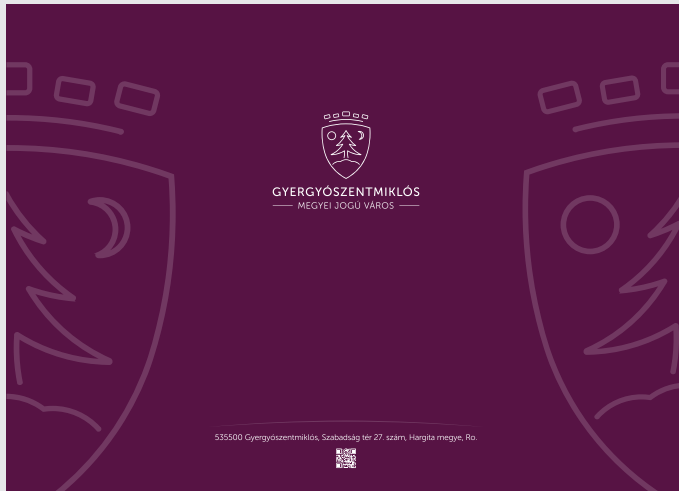 GYERGYÓSZENTMIKLÓS
MEGYEI JOGÚ VÁROS
535500 Gyergyószentmiklós, Szabadság tér 27. szám, Hargita megye, Ro.